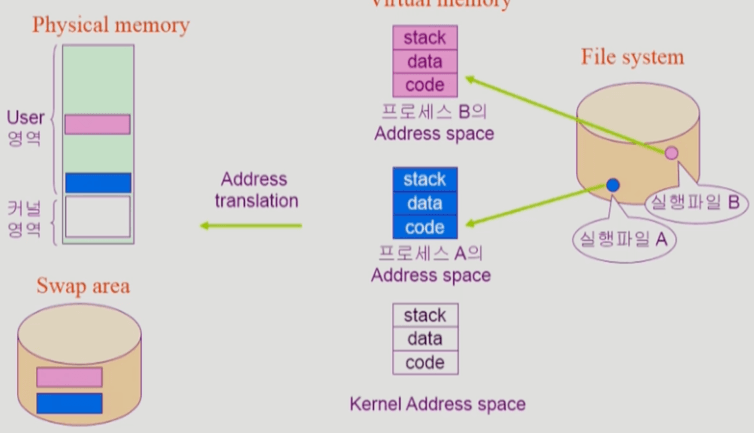 Virtual memory
Physical memory
User
영역
커널
영역
Swap area
Address
translation
stack
data
code
프로세스 B의
Address space
stack
data
code
프로세스 A의
Address space
stack
data
code
Kernel Address space
File system
실행파일 B
실행파일 A